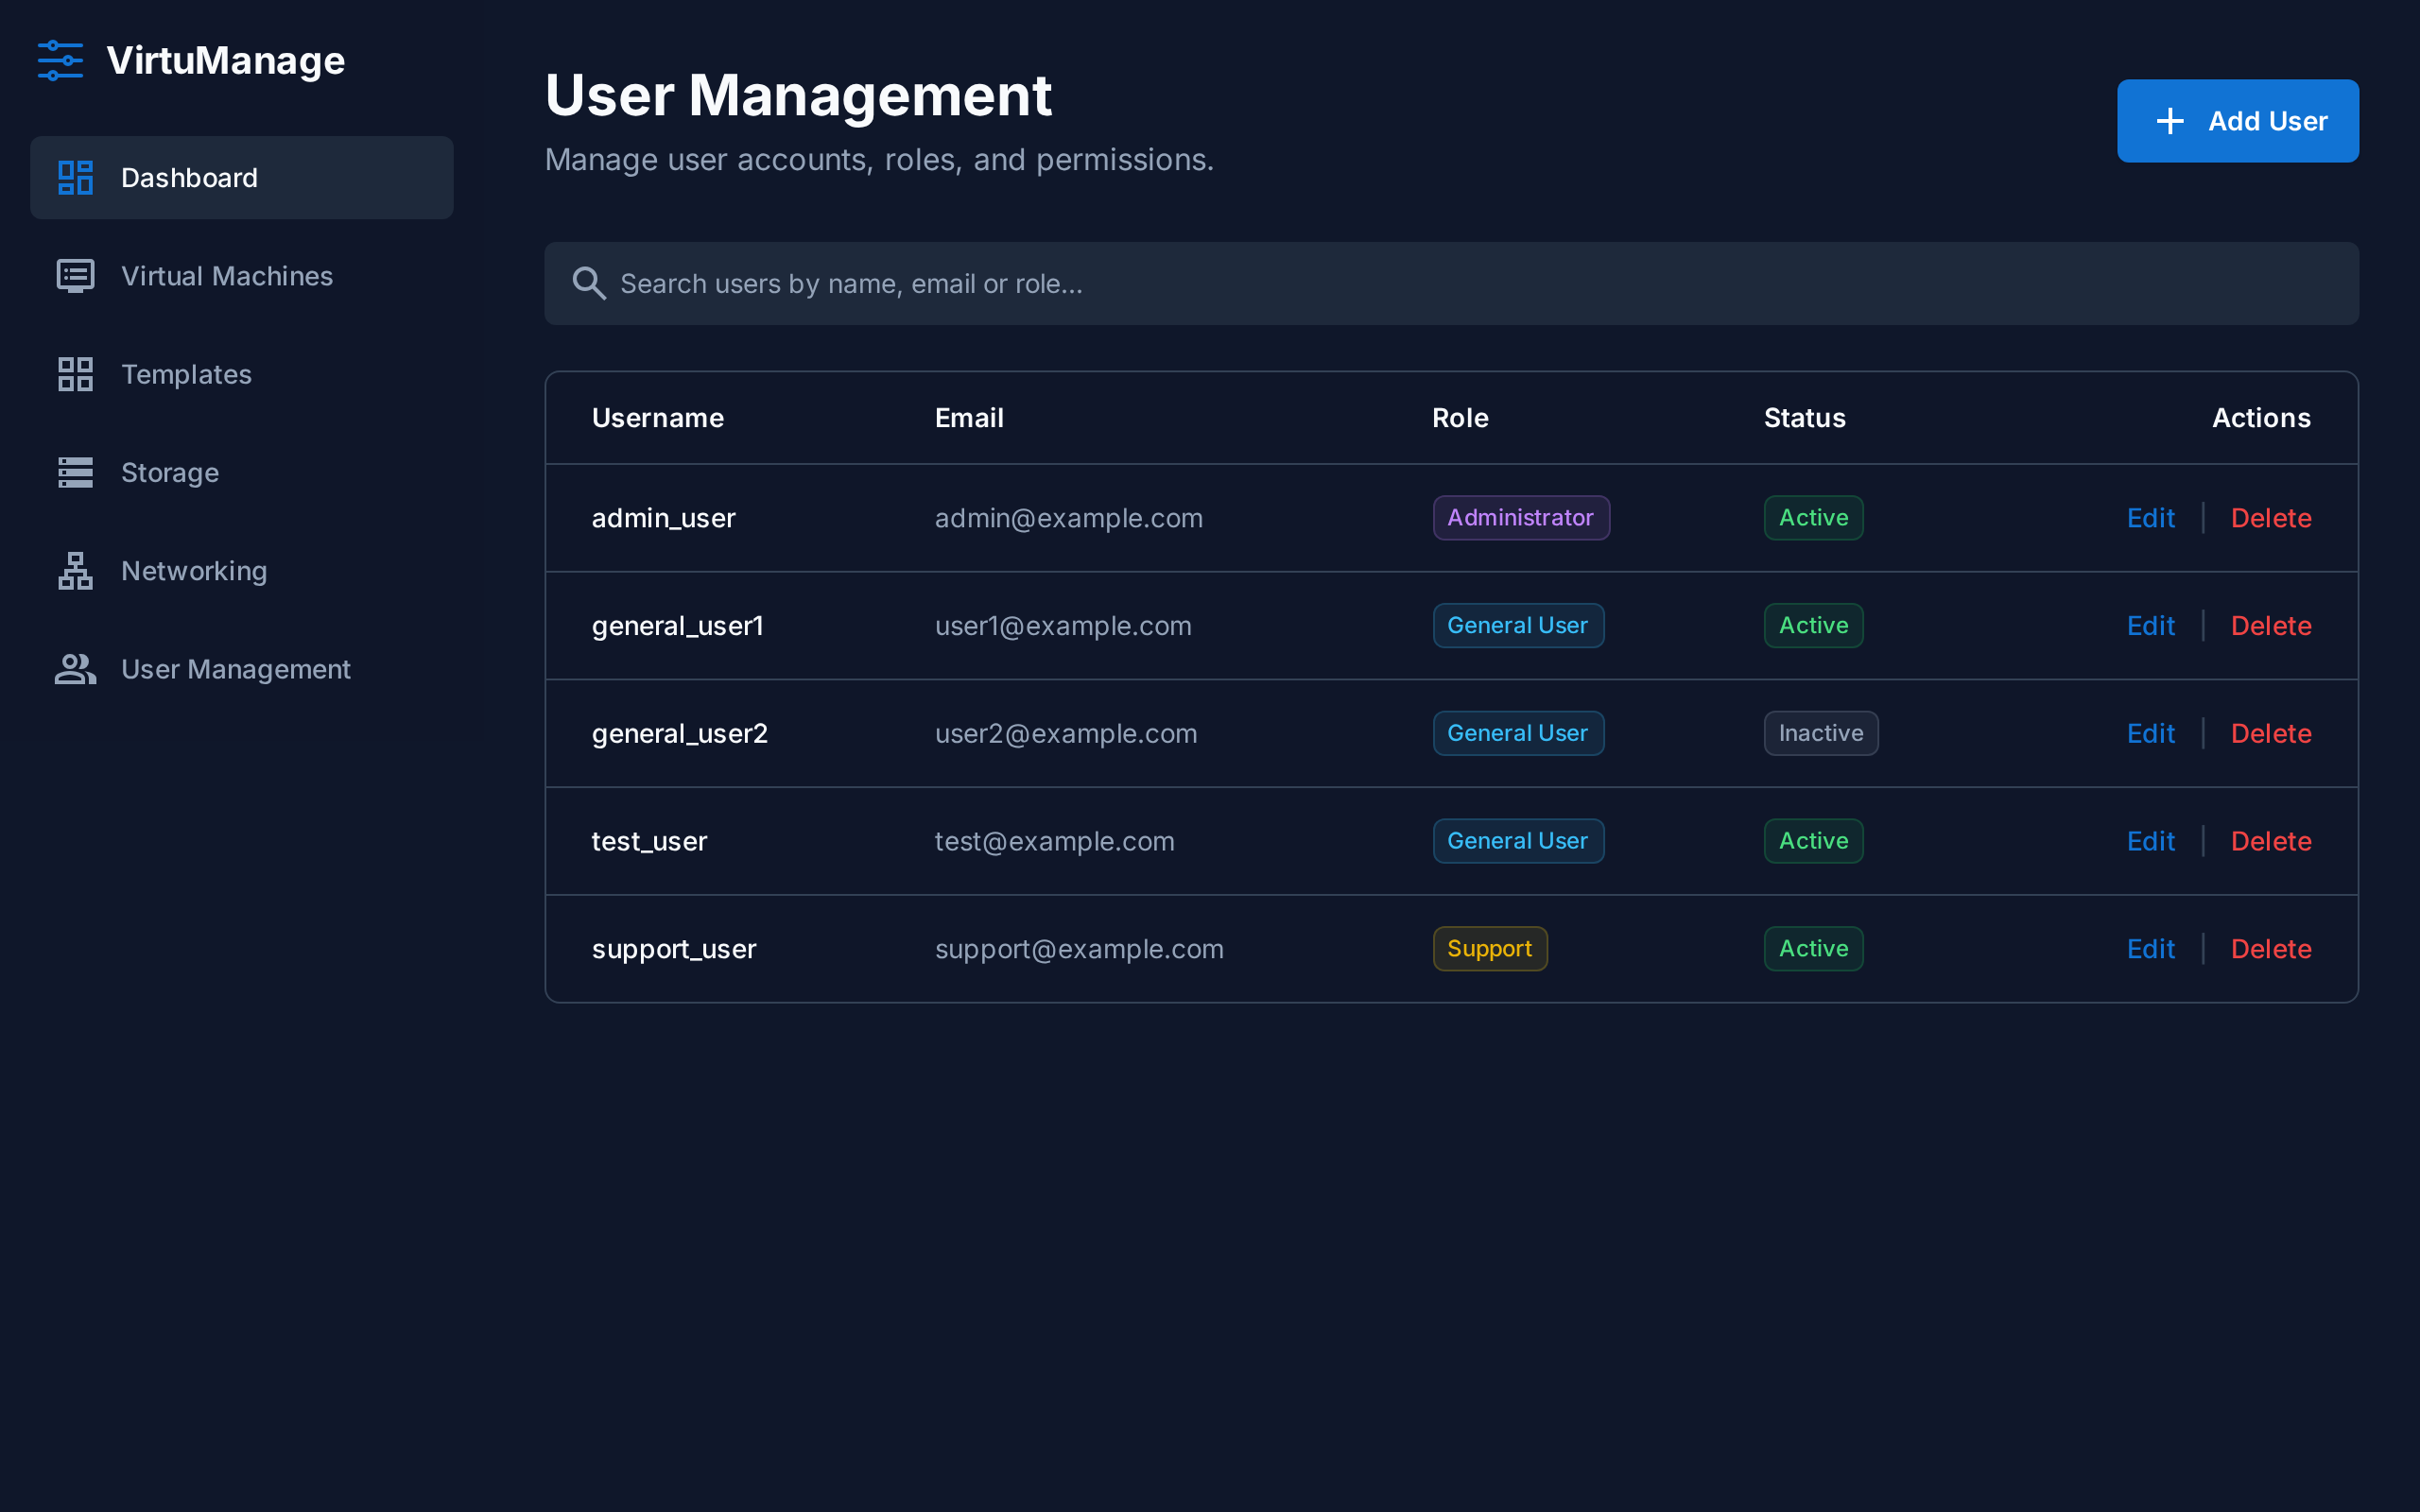 VirtuManage
Dashboard
Virtual Machines
Templates
Storage
Networking
User Management
User Management
Manage user accounts, roles, and permissions.
Add User
Search users by name, email or role...
Username Email Role Status Actions
admin_user admin@example.com Administrator Active Edit | Delete
general_user1 user1@example.com General User Active Edit | Delete
general_user2 user2@example.com General User Inactive Edit | Delete
test_user test@example.com General User Active Edit | Delete
support_user support@example.com Support Active Edit | Delete